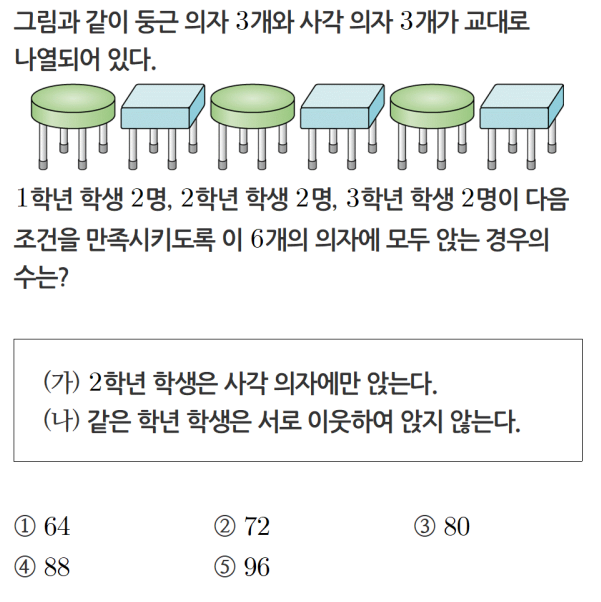 그림과 같이 둥근 의자 3개와 사각 의자 3개가 교대로
나열되어 있다.
1학년 학생 2명, 2학년 학생 2명, 3학년 학생 2명이 다음
조건을 만족시키도록 이 6개의 의자에 모두 앉는 경우의
수는?
(가) 2학년 학생은 사각 의자에만 앉는다.
(나) 같은 학년 학생은 서로 이웃하여 앉지 않는다.
① 64 ② 72 ③ 80
④ 88 ⑤ 96